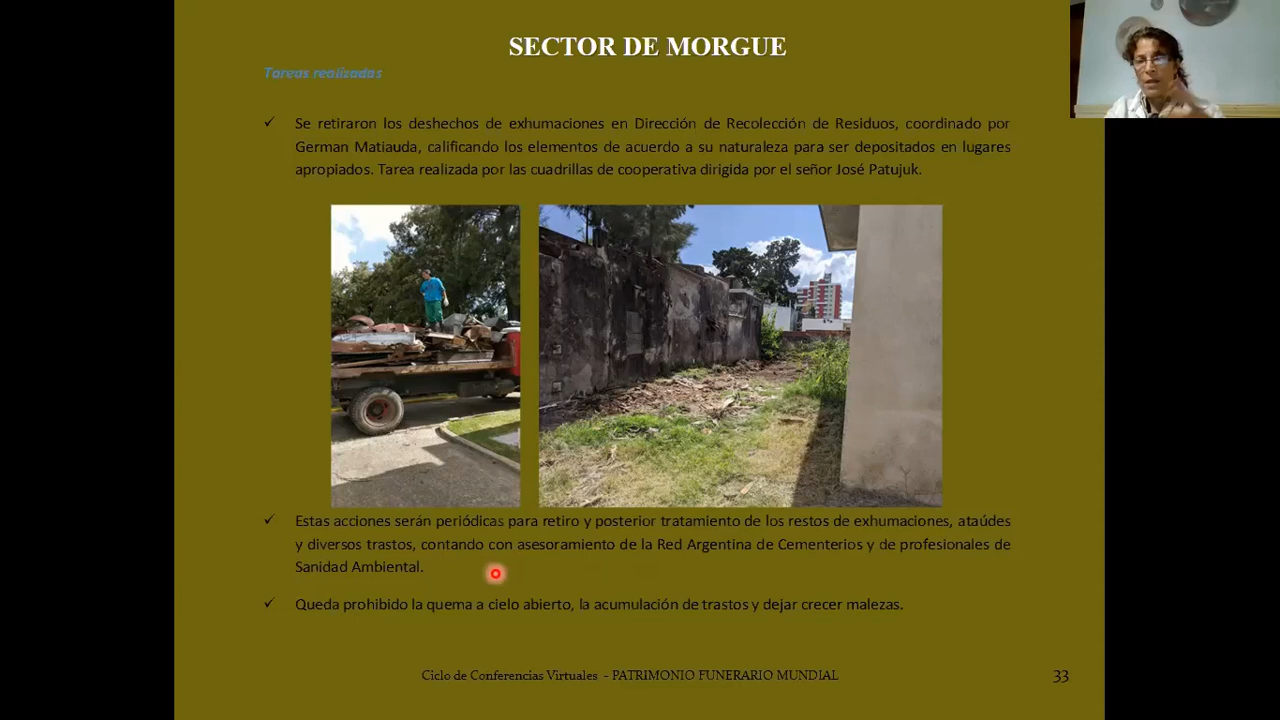 SECTOR DE MORGUE
Tareas realizadas
✓ Se retiraron los deshechos de exhumaciones en Dirección de Recolección de Residuos, coordinado por
German Matiauda, calificando los elementos de acuerdo a su naturaleza para ser depositados en lugares
apropiados. Tarea realizada por las cuadrillas de cooperativa dirigida por el señor José Patujuk.
✓ Estas acciones serán periódicas para retiro y posterior tratamiento de los restos de exhumaciones, ataúdes
y diversos trastos, contando con asesoramiento de la Red Argentina de Cementerios y de profesionales de
Sanidad Ambiental.
✓ Queda prohibido la quema a cielo abierto, la acumulación de trastos y dejar crecer malezas.
Ciclo de Conferencias Virtuales - PATRIMONIO FUNERARIO MUNDIAL
33